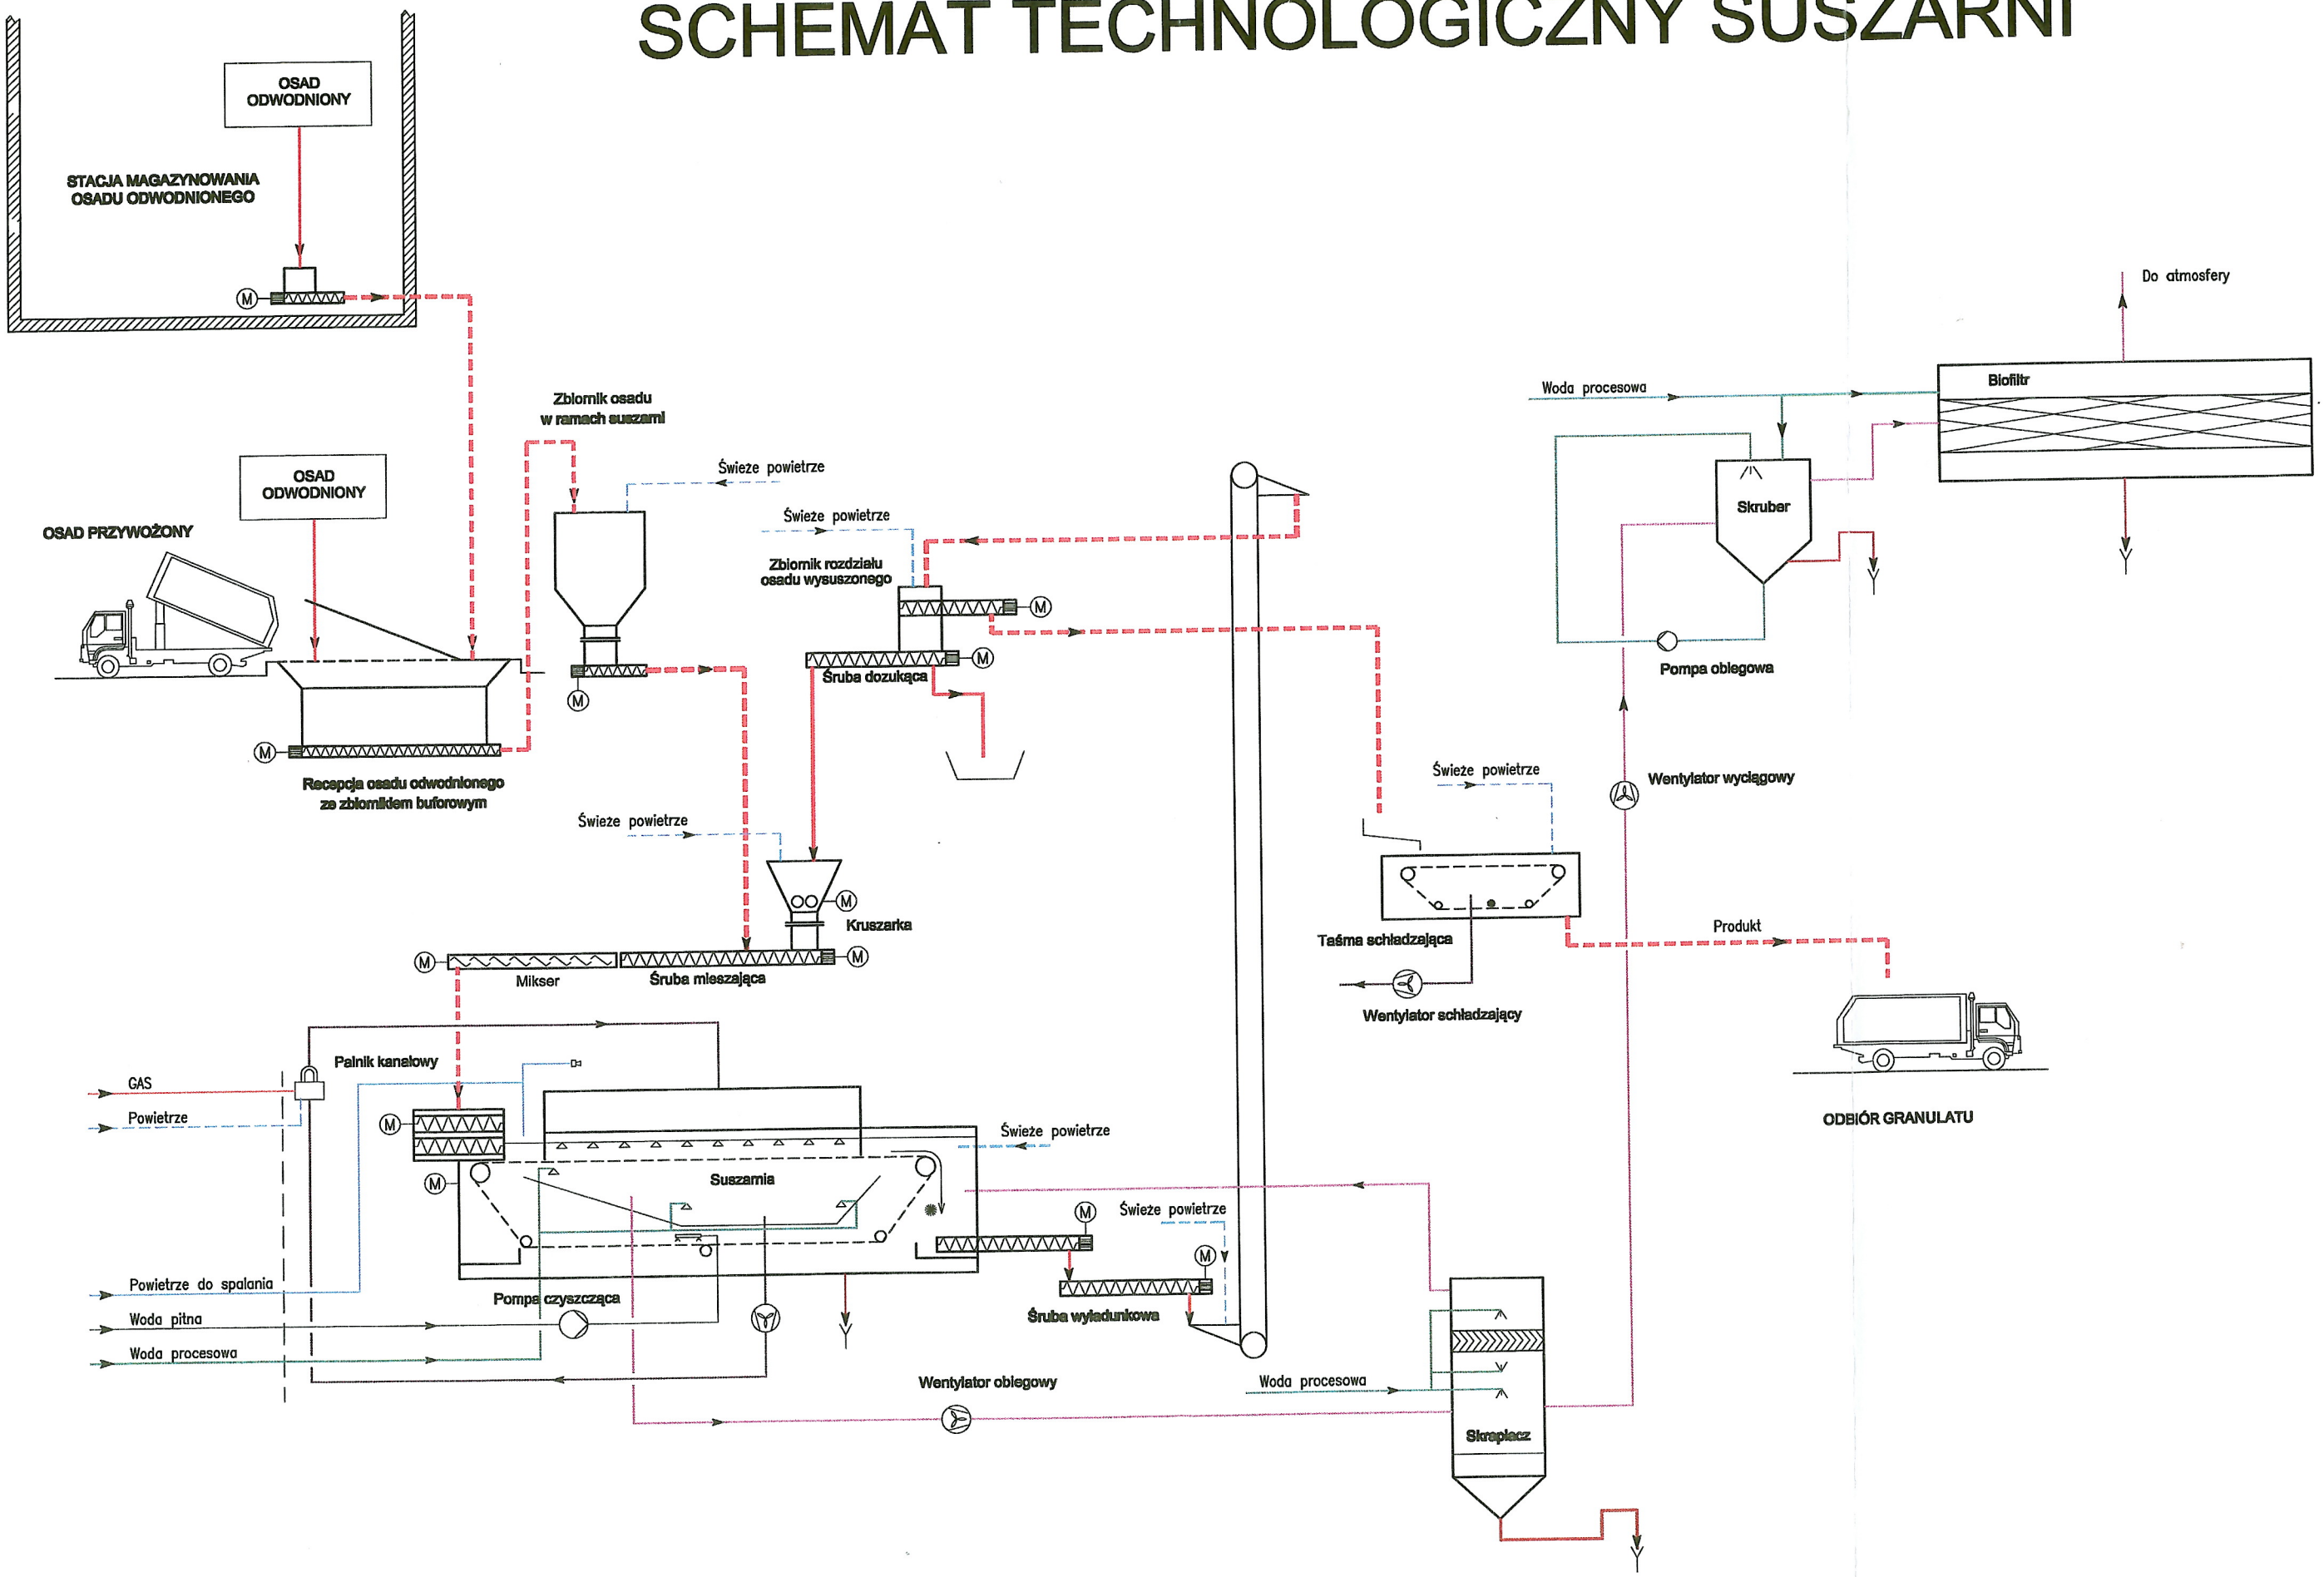 SCHEMAT TECHNOLOGICZNY SUSZARNI
OSAD
ODWODNIONY
STACJA MAGAZYNOWANIA
OSADU ODWODNIONEGO
M
Do atmosfery
Zbiornik osadu
w ramach suszarni
Woda procesowa
Biofiltr
OSAD
ODWODNIONY
Świeże powietrze
OSAD PRZYWOŻONY
Świeże powietrze
Skruber
Zbiornik rozdziału
osadu wysuszonego
M
M
Śruba dozukąca
M
Pompa obiegowa
M
Recepcja osadu odwodnionego
ze zbiornikiem buforowym
Świeże powietrze
Wentylator wyciągowy
Świeże powietrze
M
Kruszarka
Produkt
Taśma schładzająca
M
M
Mikser
Śruba mieszająca
Wentylator schładzający
Palnik kanałowy
GAS
Powietrze
M
ODBIÓR GRANULATU
Świeże powietrze
M
Suszarnia
M
Świeże powietrze
M
Powietrze do spalania
Pompa czyszcząca
Woda pitna
Śruba wyładunkowa
Woda procesowa
Wentylator obiegowy
Woda procesowa
Skraplacz